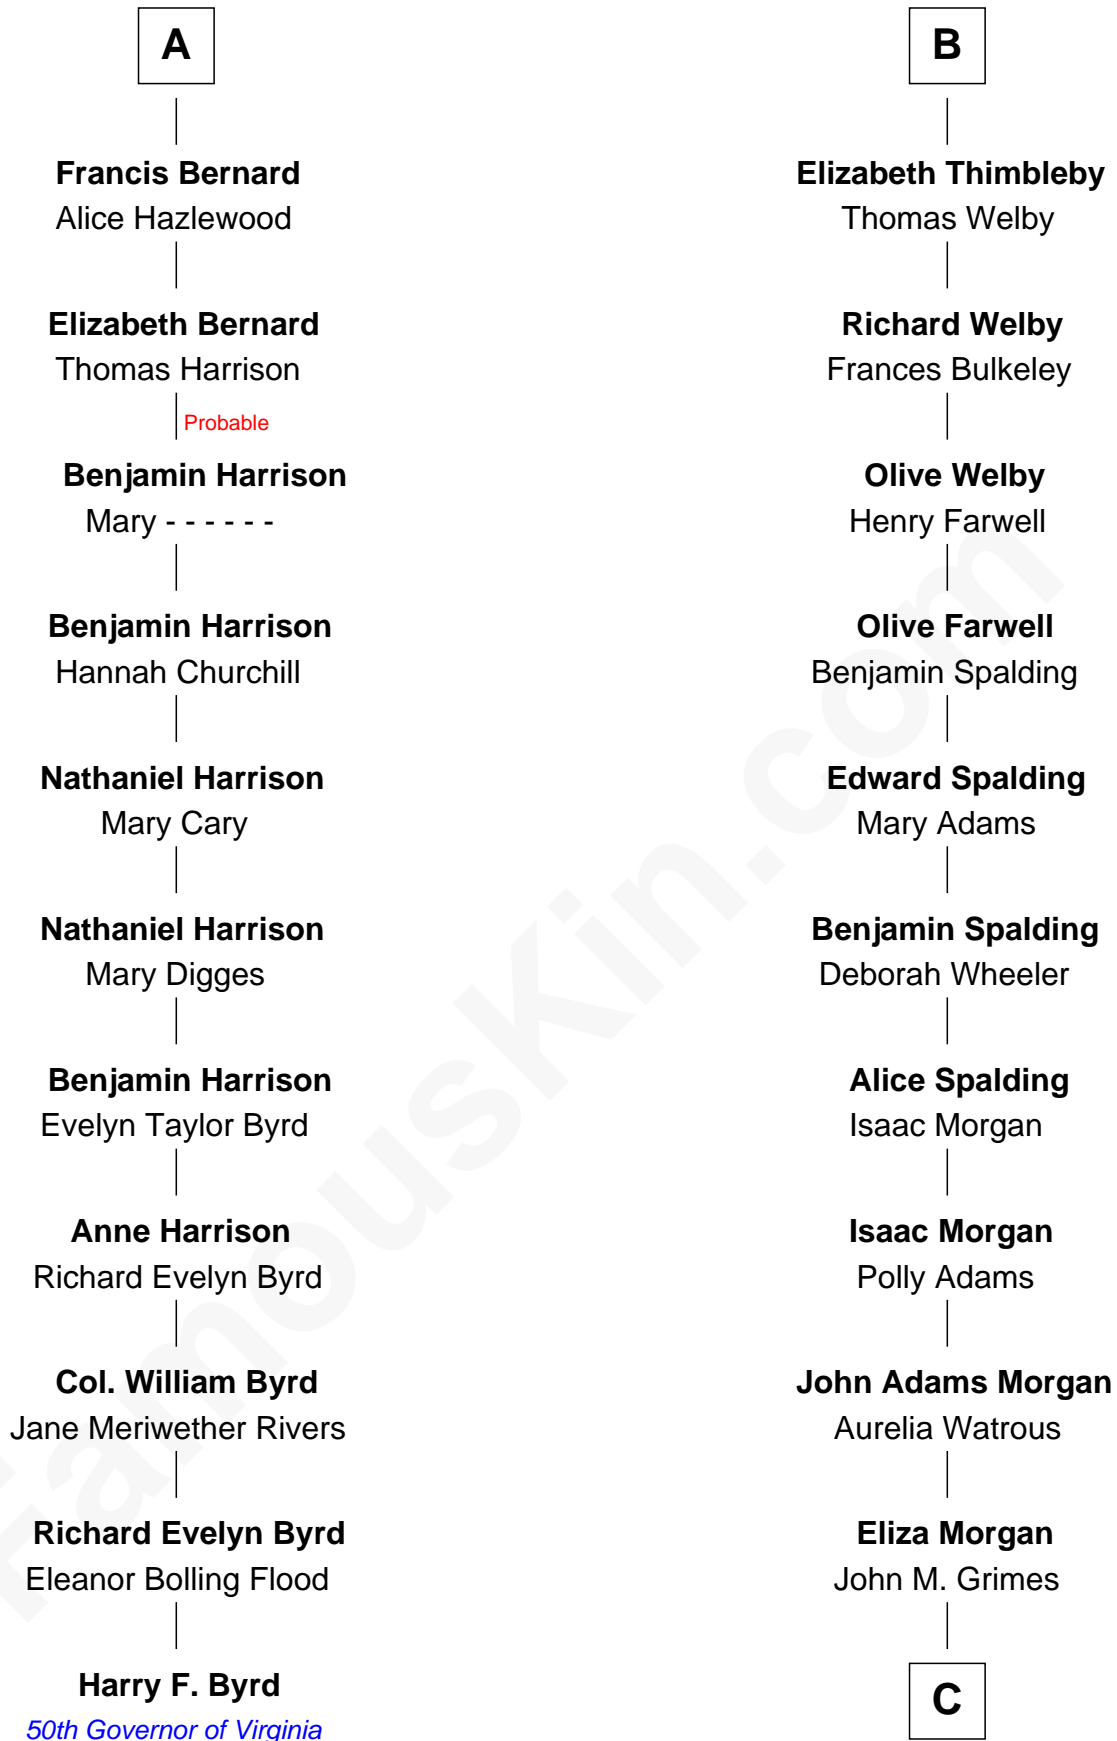 A
Francis Bernard
Alice Hazlewood
Elizabeth Bernard
Thomas Harrison
Probable
Benjamin Harrison
Mary - - - - - -
Benjamin Harrison
Hannah Churchill
Nathaniel Harrison
Mary Cary
Nathaniel Harrison
Mary Digges
Benjamin Harrison
Evelyn Taylor Byrd
Anne Harrison
Richard Evelyn Byrd
Col. William Byrd
Jane Meriwether Rivers
Richard Evelyn Byrd
Eleanor Bolling Flood
Harry F. Byrd
50th Governor of Virginia
B
Elizabeth Thimbleby
Thomas Welby
Richard Welby
Frances Bulkeley
Olive Welby
Henry Farwell
Olive Farwell
Benjamin Spalding
Edward Spalding
Mary Adams
Benjamin Spalding
Deborah Wheeler
Alice Spalding
Isaac Morgan
Isaac Morgan
Polly Adams
John Adams Morgan
Aurelia Watrous
Eliza Morgan
John M. Grimes
C
FamousKin.com